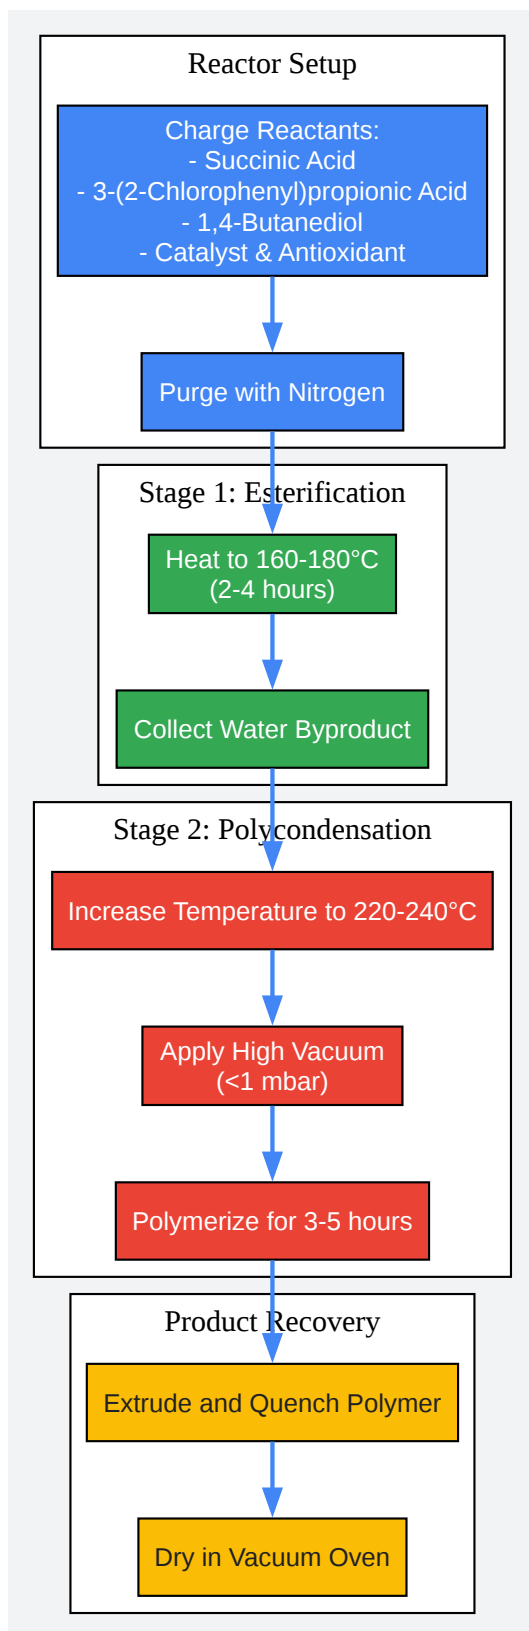 Reactor Setup
Charge Reactants:
- Succinic Acid
- 3-(2-Chlorophenyl)propionic Acid
- 1,4-Butanediol
- Catalyst & Antioxidant
Purge with Nitrogen
Stage 1: Esterification
Heat to 160-180°C
(2-4 hours)
Collect Water Byproduct
Stage 2: Polycondensation
Increase Temperature to 220-240°C
Apply High Vacuum
(<1 mbar)
Polymerize for 3-5 hours
Product Recovery
Extrude and Quench Polymer
Dry in Vacuum Oven